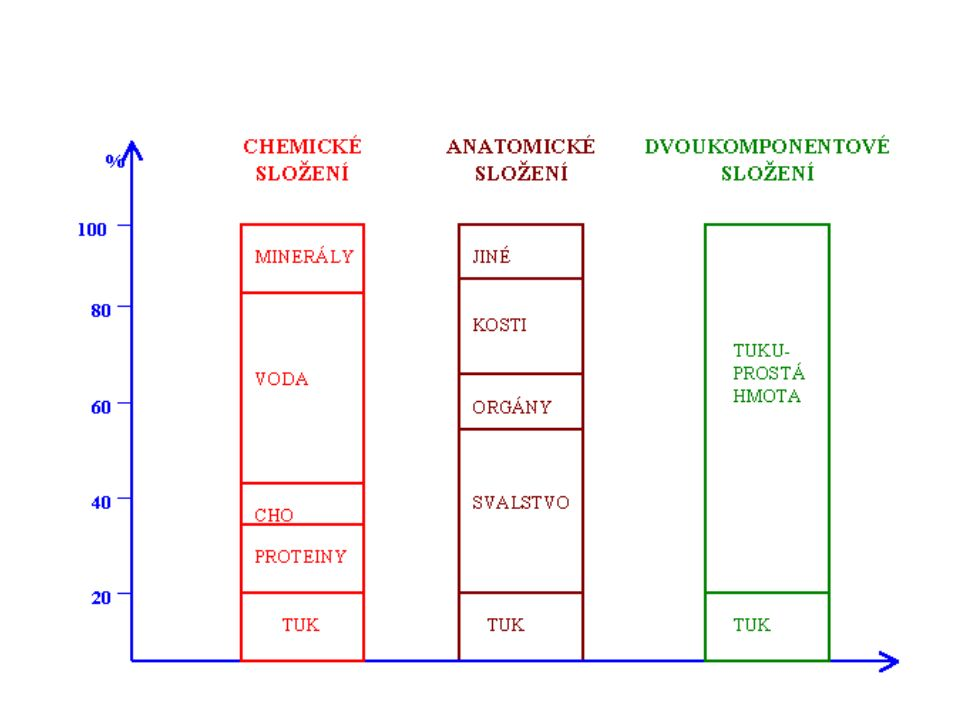 %
100
80
60
40
20
CHEMICKÉ
SLOŽENÍ
MINERÁLY
VODA
CHO
PROTEINY
TUK
ANATOMICKÉ
SLOŽENÍ
JINÉ
KOSTI
ORGÁNY
SVALSTVO
TUK
DVOUKOMPONENTOVÉ
SLOŽENÍ
TUKU-
PROSTÁ
HMOTA
TUK